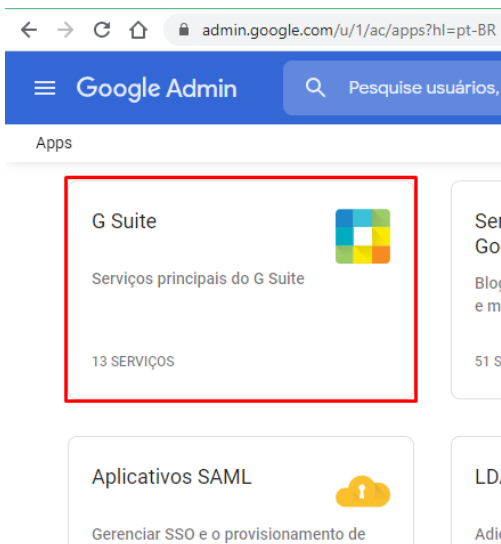 admin.google.com/u/1/ac/apps?hl=pt-BR
Google Admin
Pesquise usuários,
Apps
G Suite
Serviços principais do G Suite
13 SERVIÇOS
e m
51 S
Aplicativos SAML
Gerenciar SSO e o provisionamento de